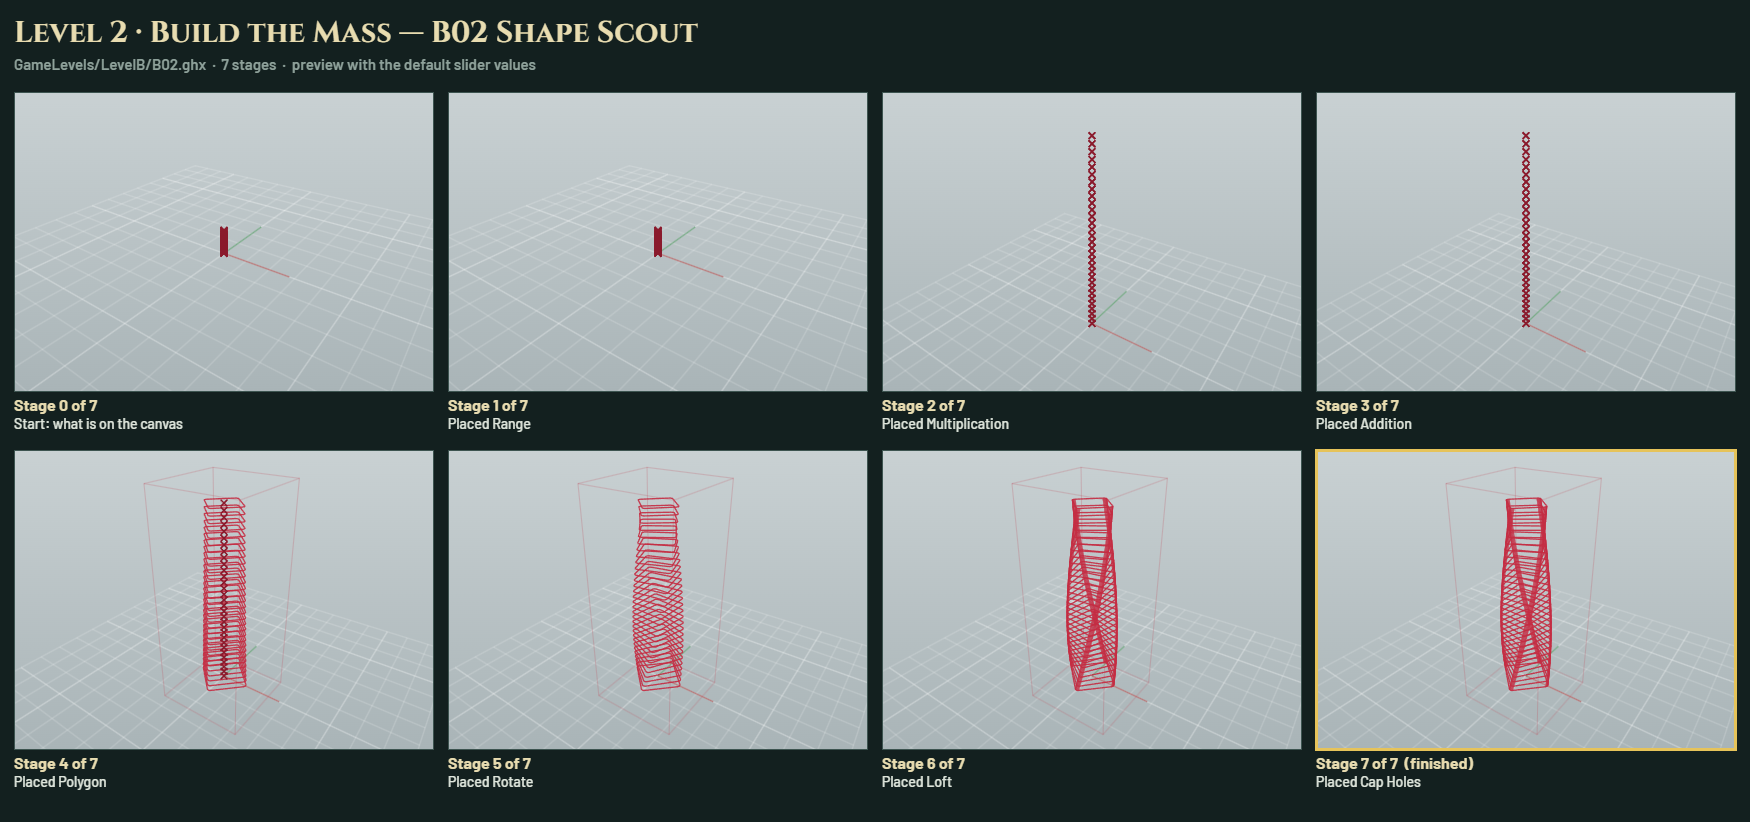 Level 2 · Build the Mass — B02 Shape Scout
GameLevels/LevelB/B02.ghx · 7 stages · preview with the default slider values
Stage 0 of 7
Start: what is on the canvas
Stage 1 of 7
Placed Range
Stage 2 of 7
Placed Multiplication
Stage 3 of 7
Placed Addition
Stage 4 of 7
Placed Polygon
Stage 5 of 7
Placed Rotate
Stage 6 of 7
Placed Loft
Stage 7 of 7 (finished)
Placed Cap Holes